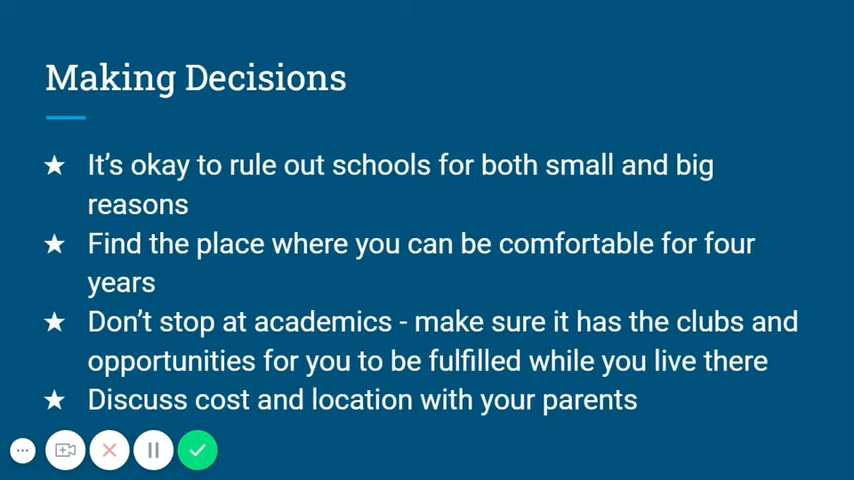 Making Decisions
★ It's okay to rule out schools for both small and big
reasons
★ Find the place where you can be comfortable for four
years
★ Don't stop at academics - make sure it has the clubs and
opportunities for you to be fulfilled while you live there
★ Discuss cost and location with your parents